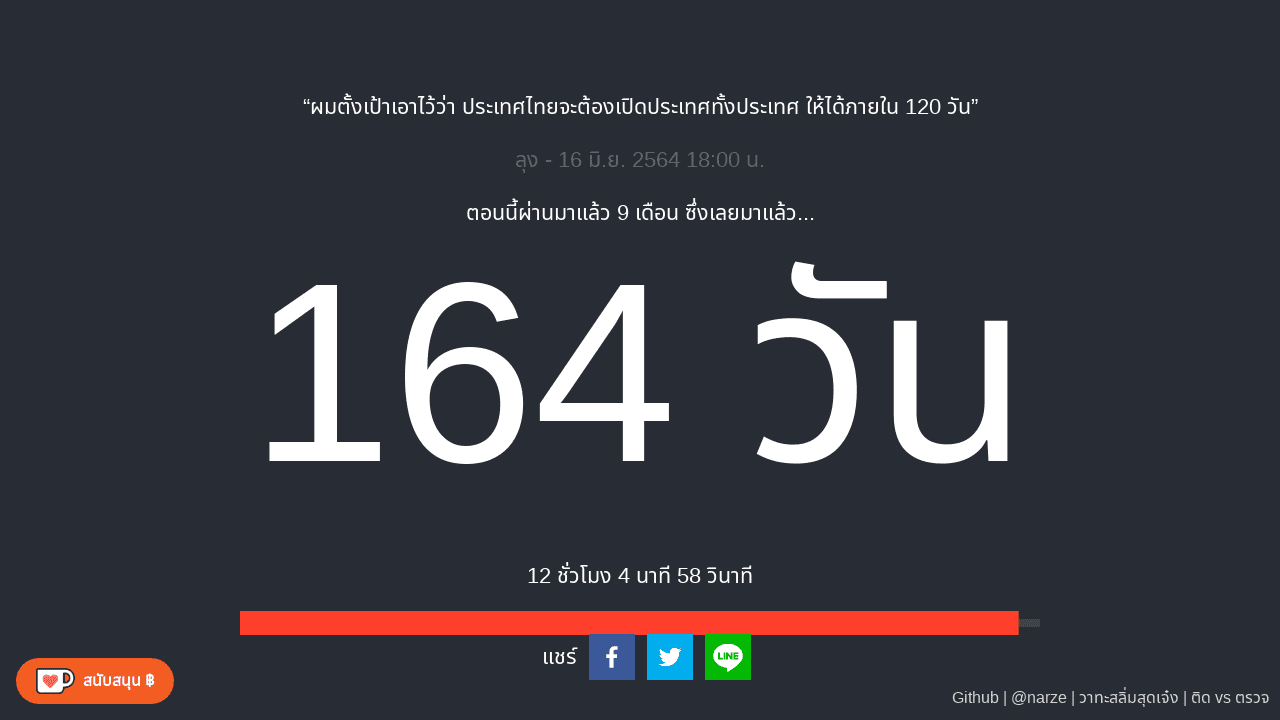 “ผมตั้งเป้าเอาไว้ว่า ประเทศไทยจะต้องเปิดประเทศทั้งประเทศ ให้ได้ภายใน 120 วัน”
ลุง - 16 มิ.ย. 2564 18:00 น.
ตอนนี้ผ่านมาแล้ว 9 เดือน ซึ่งเลยมาแล้ว...
164 วัน
12 ชั่วโมง 4 นาที 58 วินาที
แชร์
LINE
สนับสนุน ฿
Github | @narze | วาทะสลิ่มสุดเจ๋ง | ติด vs ตรวจ